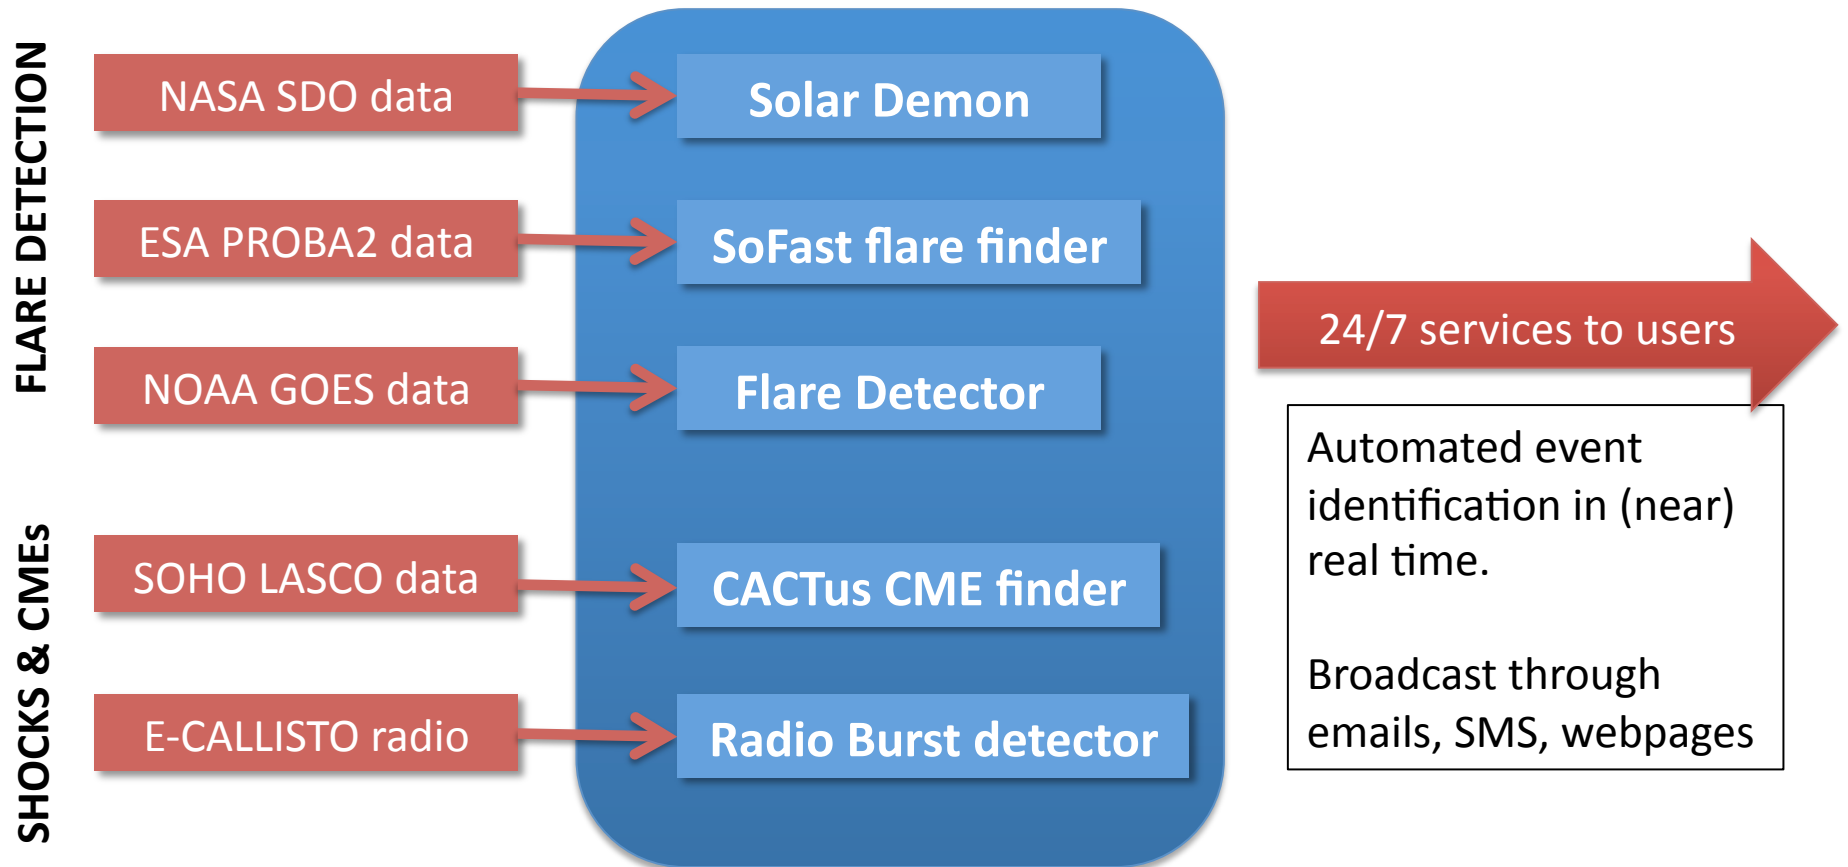 FLARE DETECTION
NASA SDO data
Solar Demon
ESA PROBA2 data
SoFast flare finder
NOAA GOES data
Flare Detector
SHOCKS & CMEs
SOHO LASCO data
CACTus CME finder
E-CALLISTO radio
Radio Burst detector
24/7 services to users
Automated event
identification in (near)
real time.
Broadcast through
emails, SMS, webpages